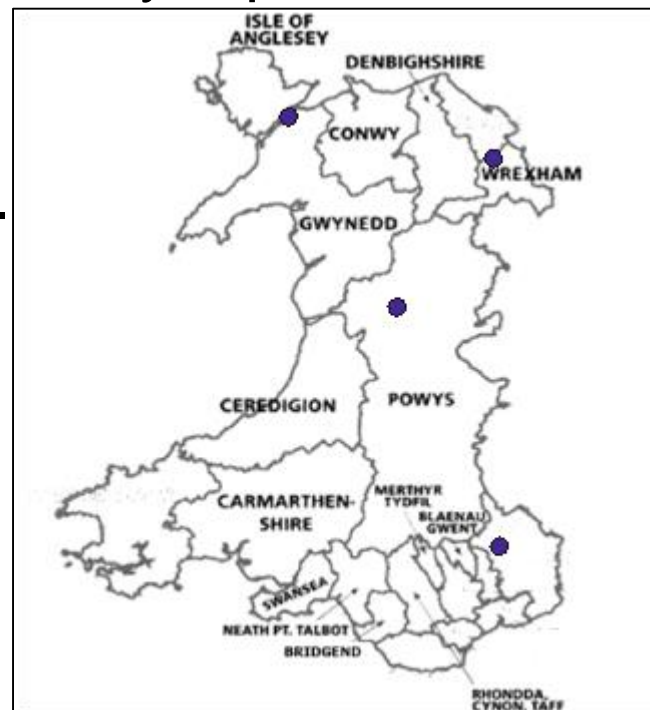 ISLE OF
ANGLESEY
DENBIGHSHIRE
CONWY
WREXHAM
GWYNEDD
CEREDIGION
POWYS
CARMARTHEN-
SHIRE
MERTHYR
TYDFIL
BLAENAU
GWENT
SWANSEA
NEATH PT. TALBOT
BRIDGEND
RHONDDA,
CYNON, TAFF